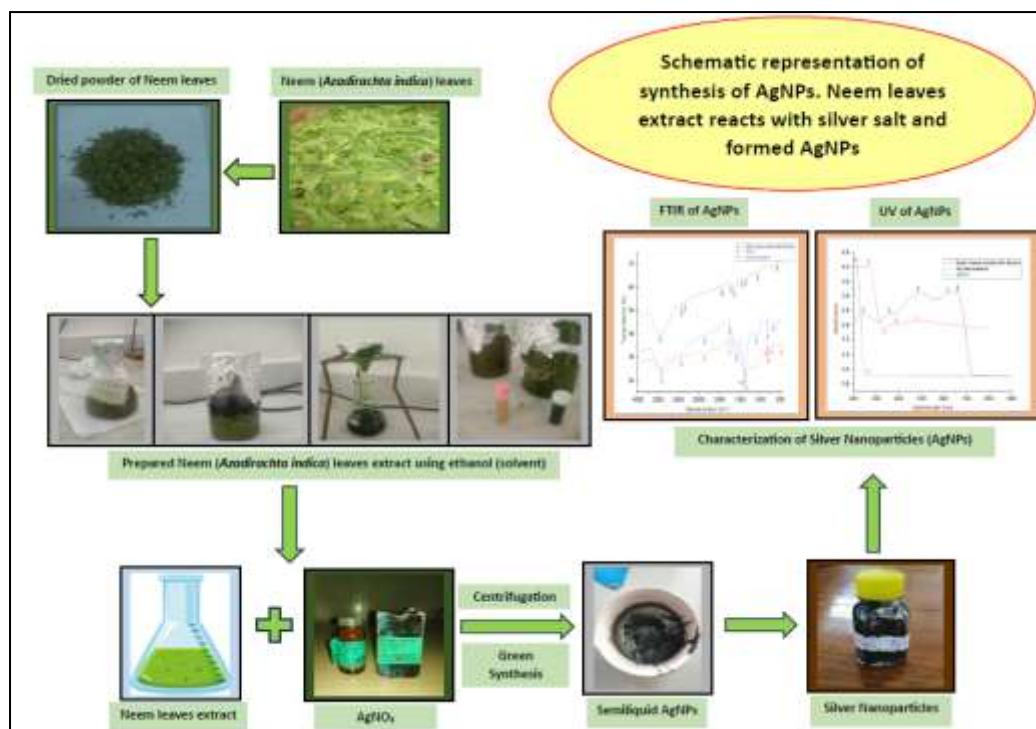 Dried powder of Neem leaves
Neem (Azadirachta indica) leaves
Schematic representation of
synthesis of AgNPs. Neem leaves
extract reacts with silver salt and
formed AgNPs
FTIR of AgNPs
UV of AgNPs
Characterization of Silver Nanoparticles (AgNPs)
Prepared Neem (Azadirachta indica) leaves extract using ethanol (solvent)
Centrifugation
Green
Synthesis
Neem leaves extract
AgNO₃
Semiliquid AgNPs
Silver Nanoparticles